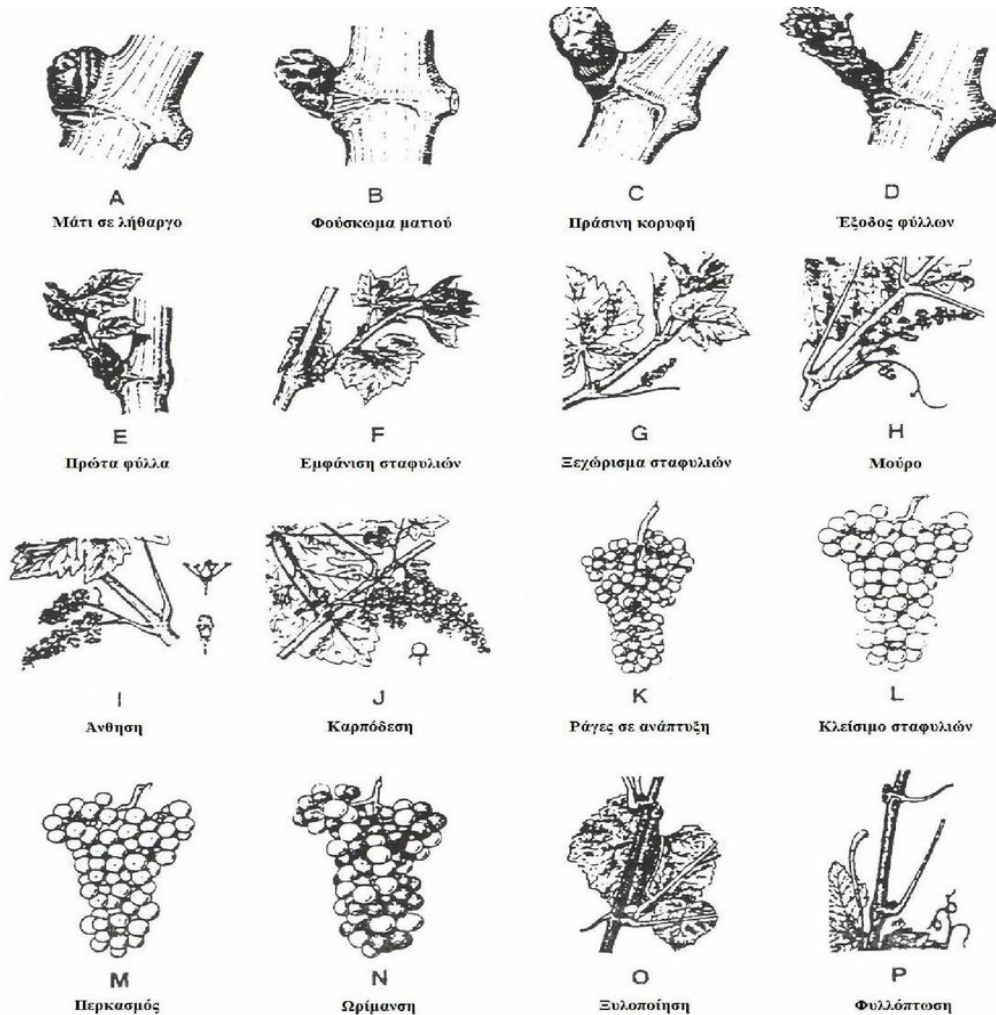 A B C D
Μάτι σε λήθαργο Φούσκωμα ματιού Πράσινη κορυφή Έξοδος φύλλων
E F G H
Πρώτα φύλλα Εμφάνιση σταφυλιών Ξεχώρισμα σταφυλιών Μούρο
I J K L
Άνθηση Καρπόδεση Ράγες σε ανάπτυξη Κλείσιμο σταφυλιών
M N O P
Περκασμός Ωρίμανση Ξυλοποίηση Φυλλόπτωση